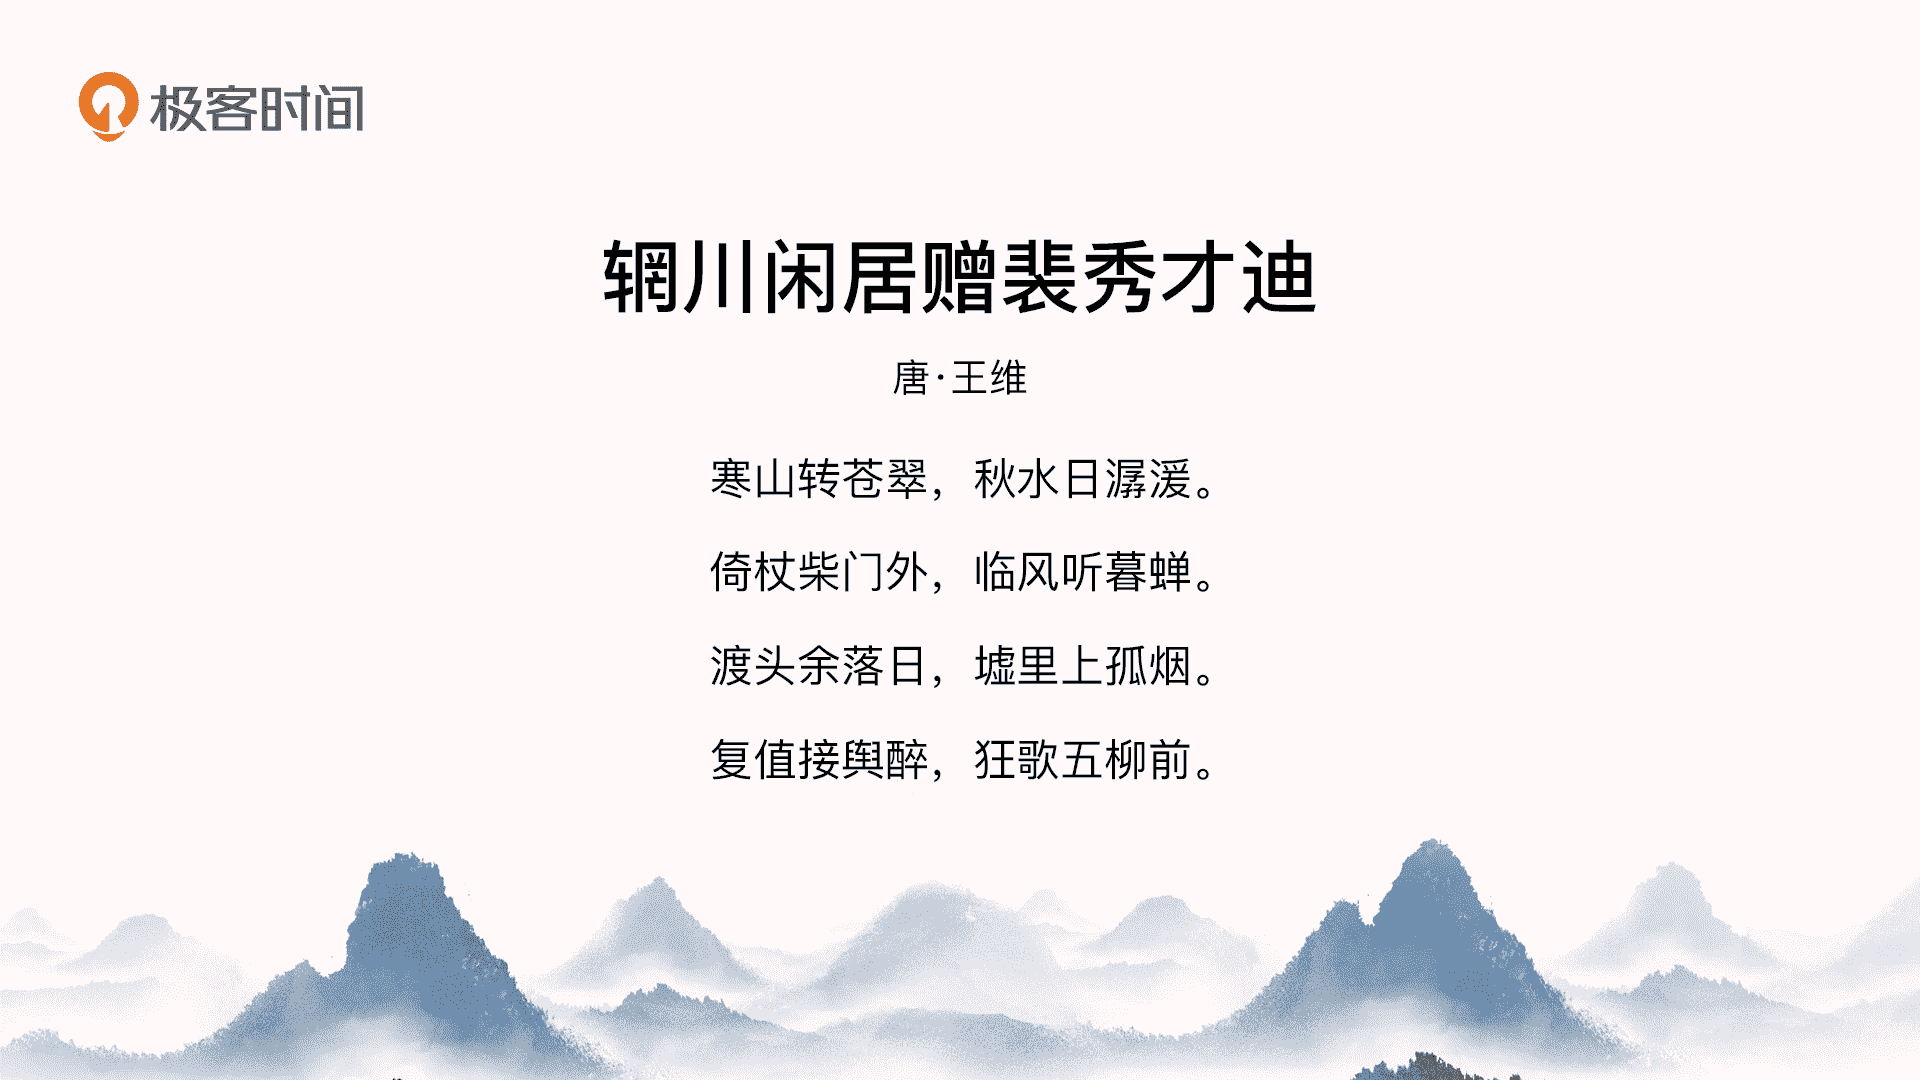 极客时间
辋川闲居赠裴秀才迪
唐·王维
寒山转苍翠，秋水日潺湲。
倚杖柴门外，临风听暮蝉。
渡头余落日，墟里上孤烟。
复值接舆醉，狂歌五柳前。